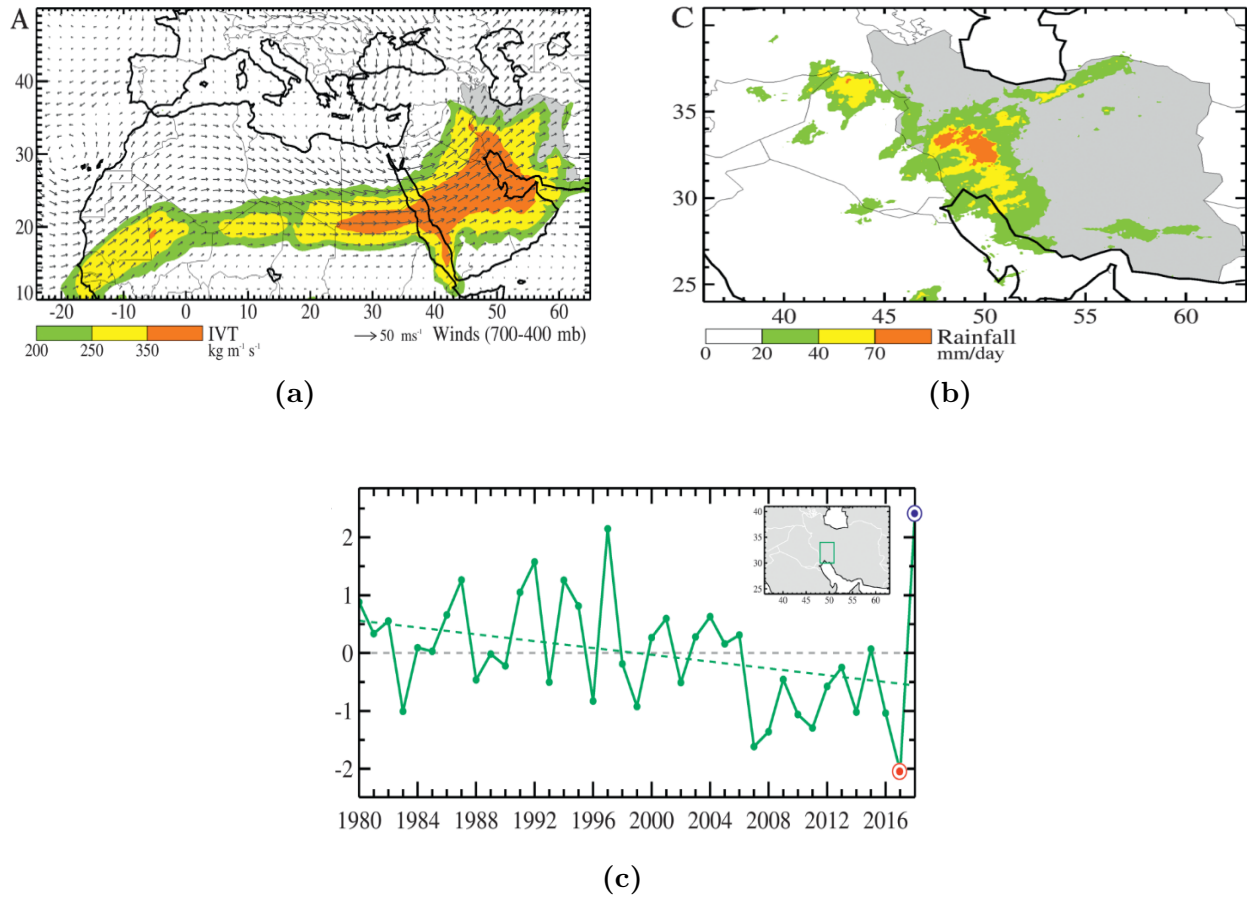 A
40
30
20
10
-20 -10 0 10 20 30 40 50 60
IVT
200 250 350 kg m⁻¹ s⁻¹
50 ms⁻¹ Winds (700-400 mb)
(a)
C
35
30
25
40 45 50 55 60
Rainfall
0 20 40 70 mm/day
(b)
2
1
0
-1
-2
1980 1984 1988 1992 1996 2000 2004 2008 2012 2016
40
35
30
25
40 45 50 55 60
(c)